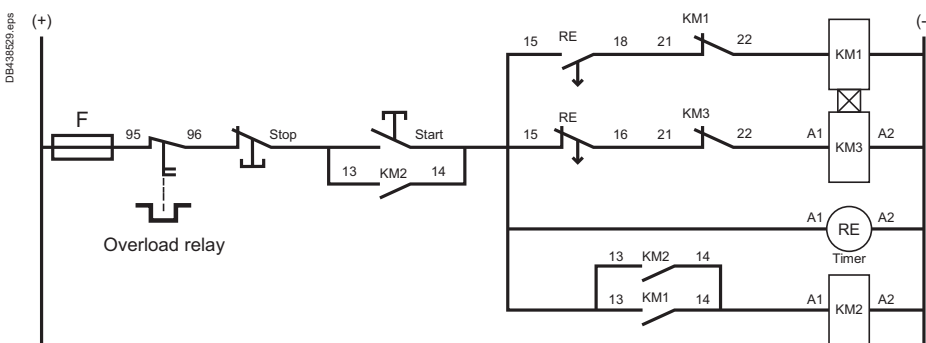 DB438529.eps
(+)
(-
KM1
15 RE 18 21 22
KM1
F
95 96 Stop Start
15 RE 16 21 KM3 22 A1 KM3 A2
13 KM2 14
Overload relay
A1 RE A2
Timer
13 KM2 14
13 KM1 14 A1 KM2 A2